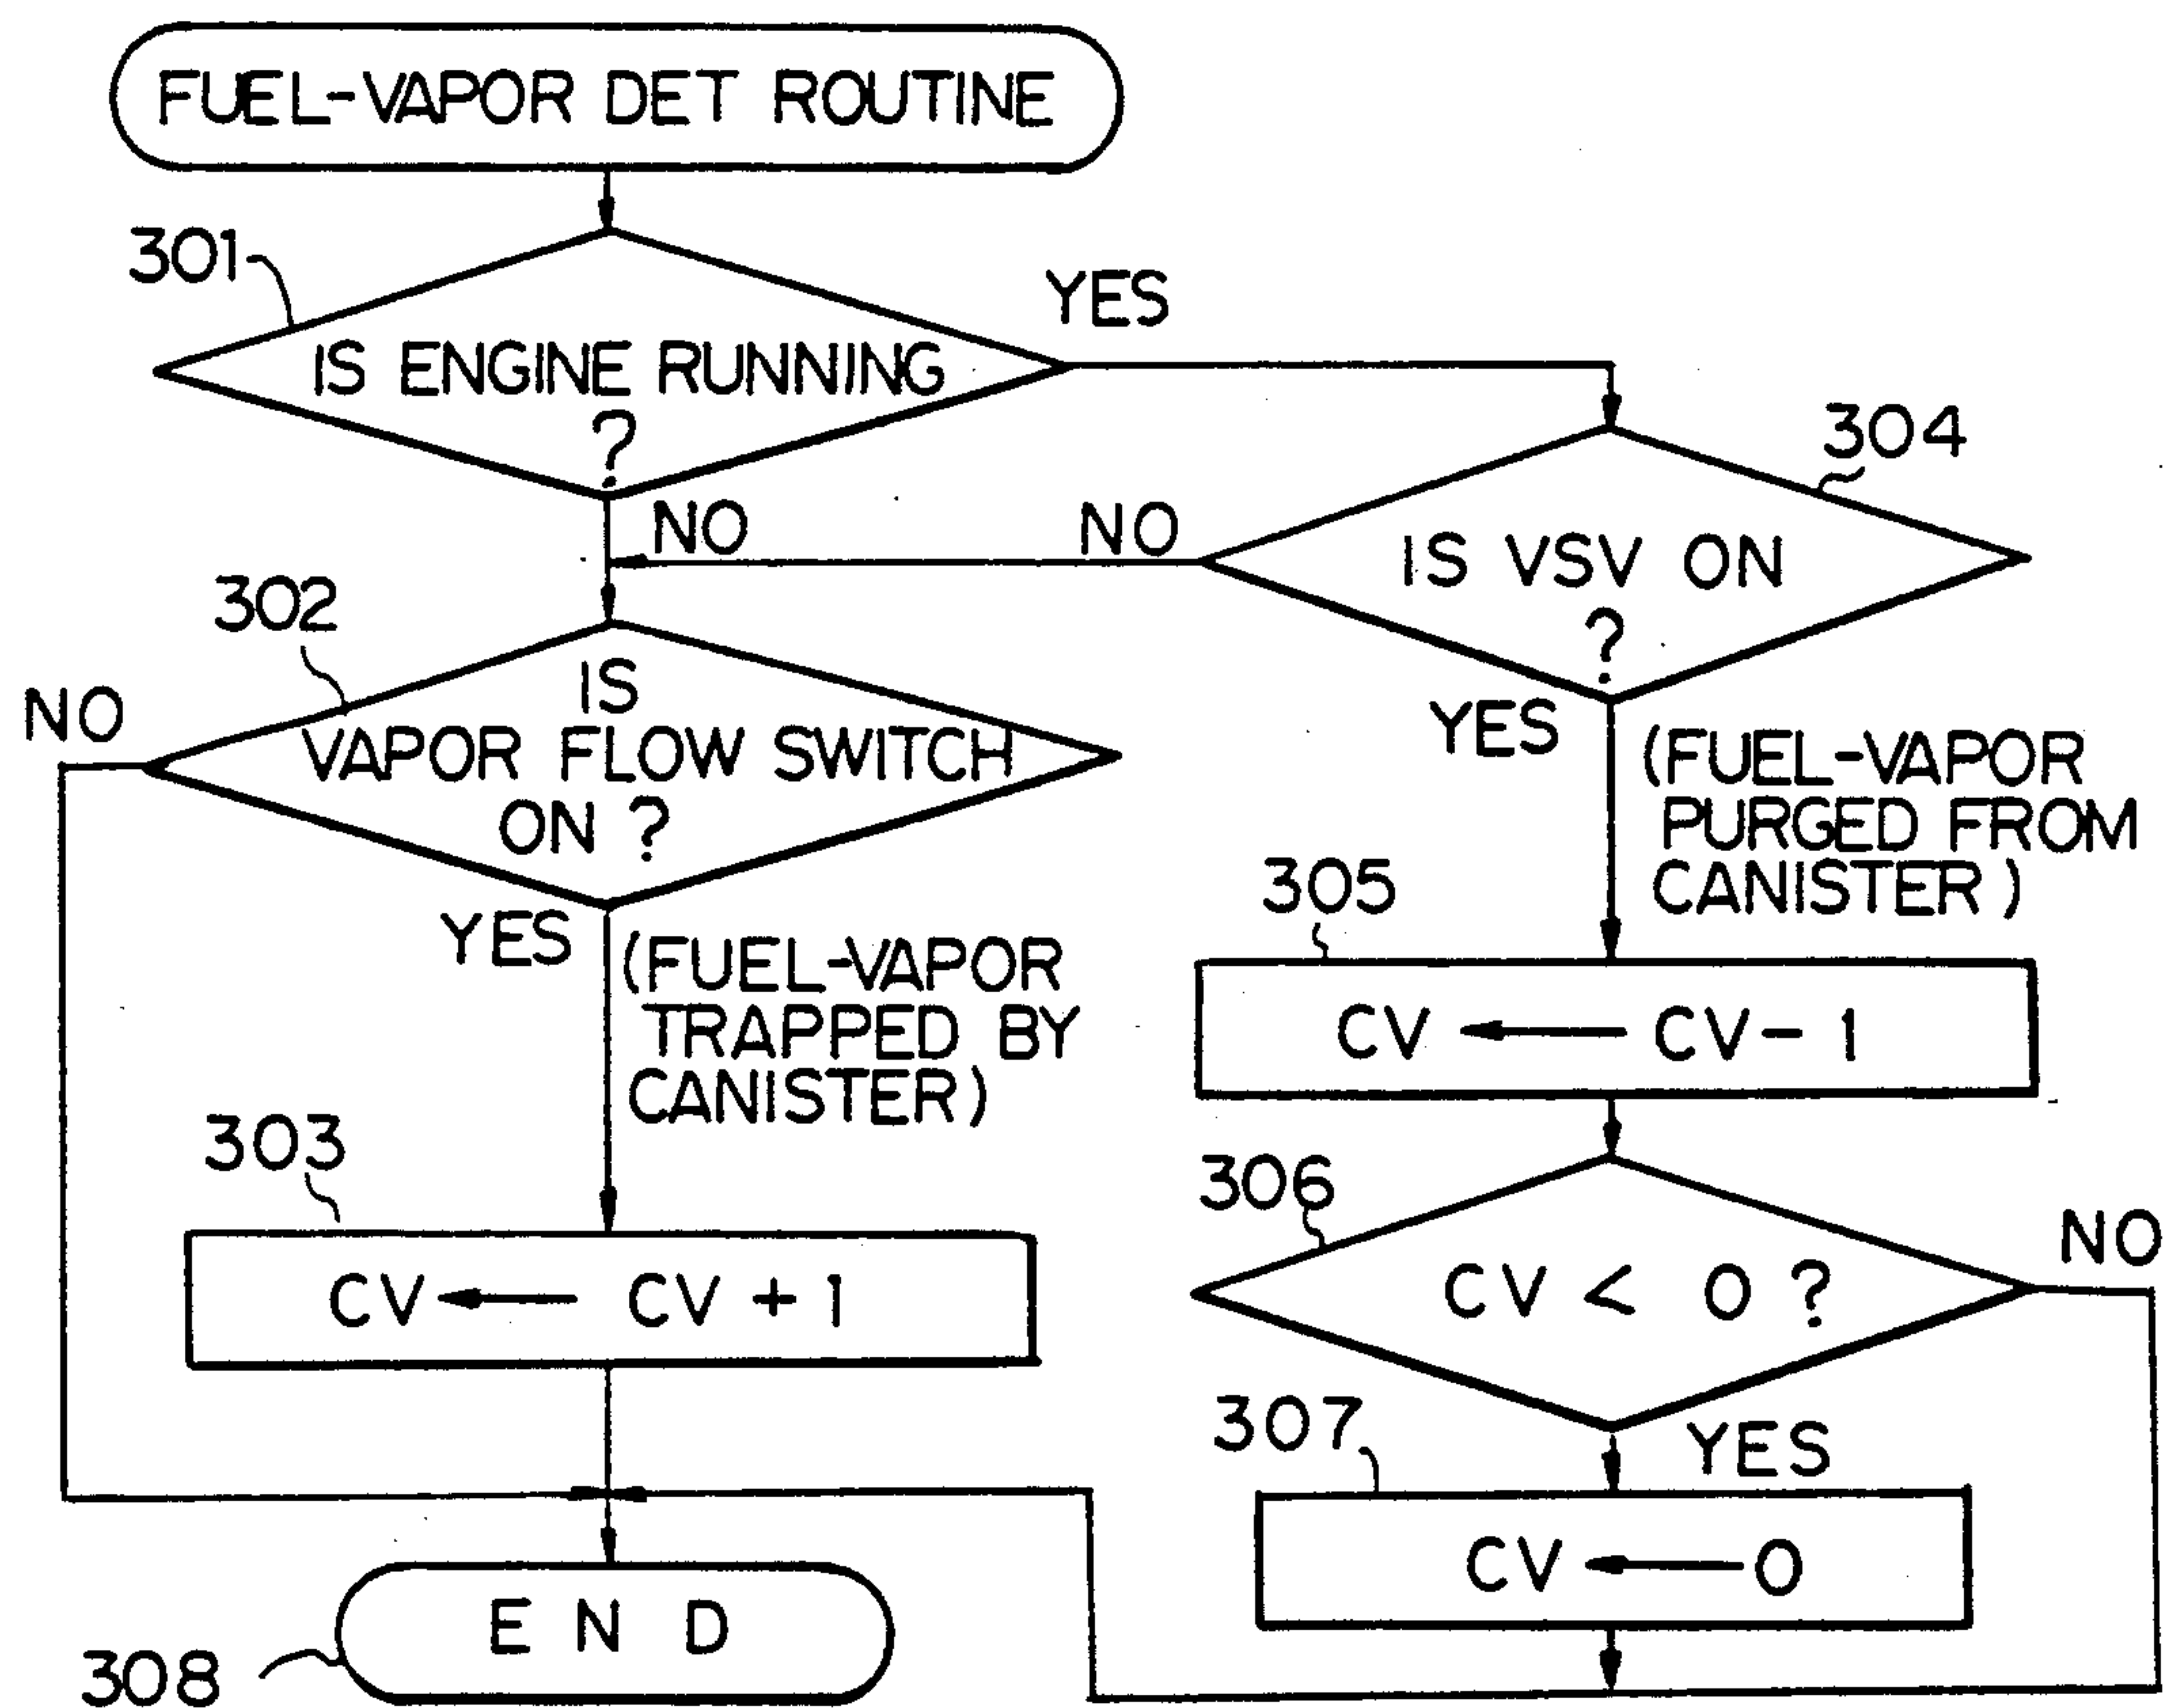 FUEL-VAPOR DET ROUTINE
301
YES
IS ENGINE RUNNING
?
304
NO
NO
IS VSV ON
?
302
NO
IS
VAPOR FLOW SWITCH
ON ?
YES
(FUEL-VAPOR
PURGED FROM
CANISTER)
YES
(FUEL-VAPOR
TRAPPED BY
CANISTER)
305
CV ← CV - 1
303
CV ← CV + 1
306
CV < 0 ?
NO
YES
307
CV ← 0
END
308